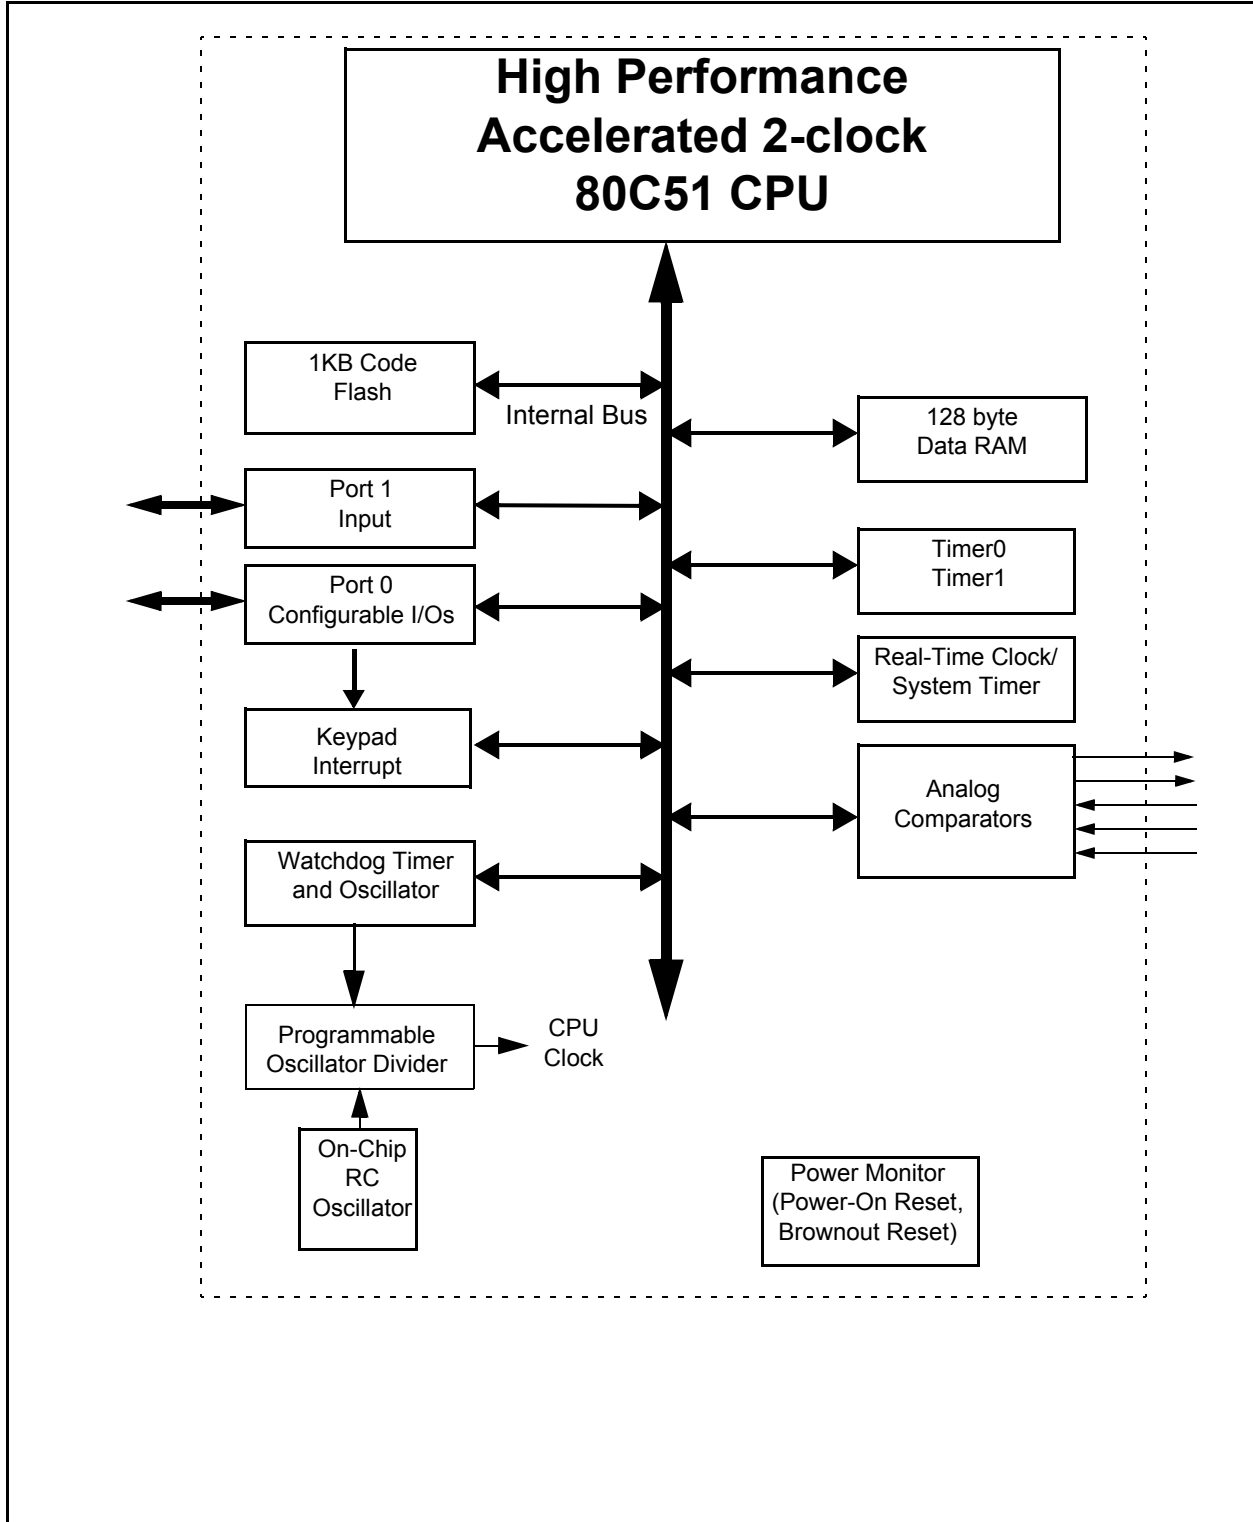 High Performance
Accelerated 2-clock
80C51 CPU
1KB Code
Flash
Internal Bus
128 byte
Data RAM
Port 1
Input
Timer0
Timer1
Port 0
Configurable I/Os
Real-Time Clock/
System Timer
Keypad
Interrupt
Analog
Comparators
Watchdog Timer
and Oscillator
Programmable
Oscillator Divider
CPU
Clock
On-Chip
RC
Oscillator
Power Monitor
(Power-On Reset,
Brownout Reset)